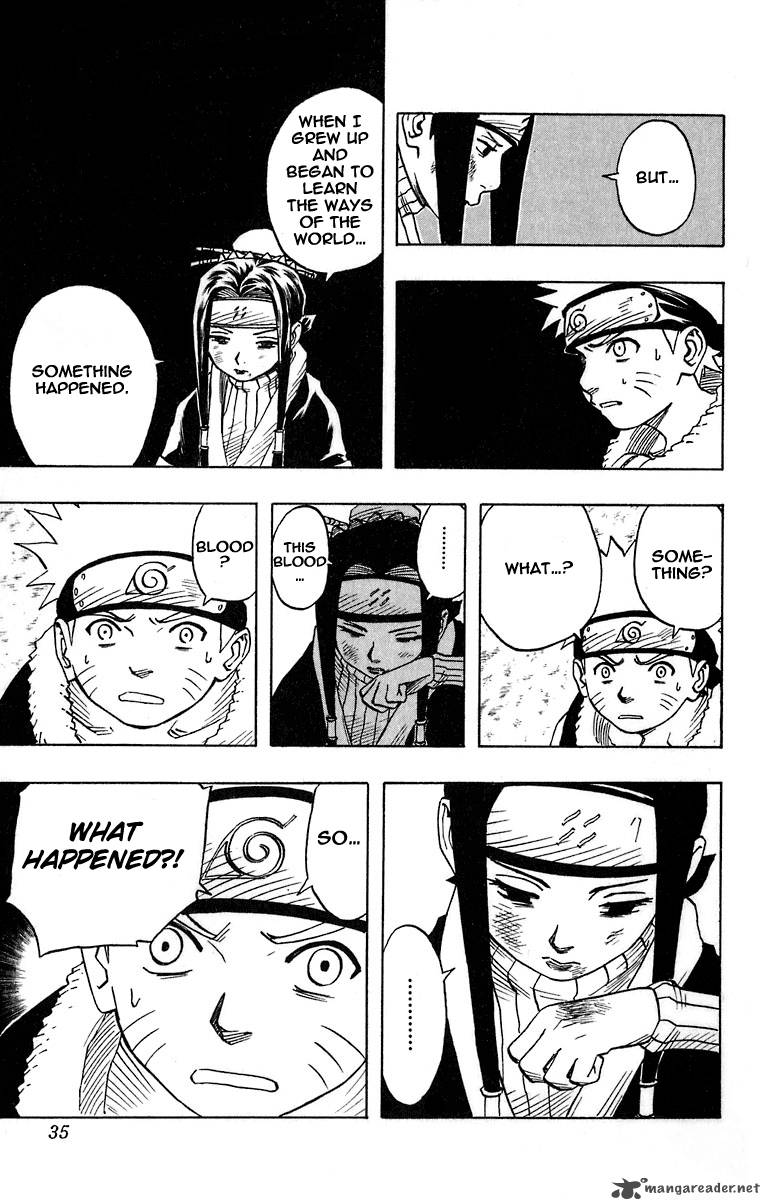 BUT...
WHEN I
GREW UP
AND
BEGAN TO
LEARN
THE WAYS
OF THE
WORLD...
SOMETHING
HAPPENED.
SOME-
THING?
WHAT...?
.........
THIS
BLOOD
...
BLOOD
?
..........
SO...
WHAT
HAPPENED?!
35
mangareader.net